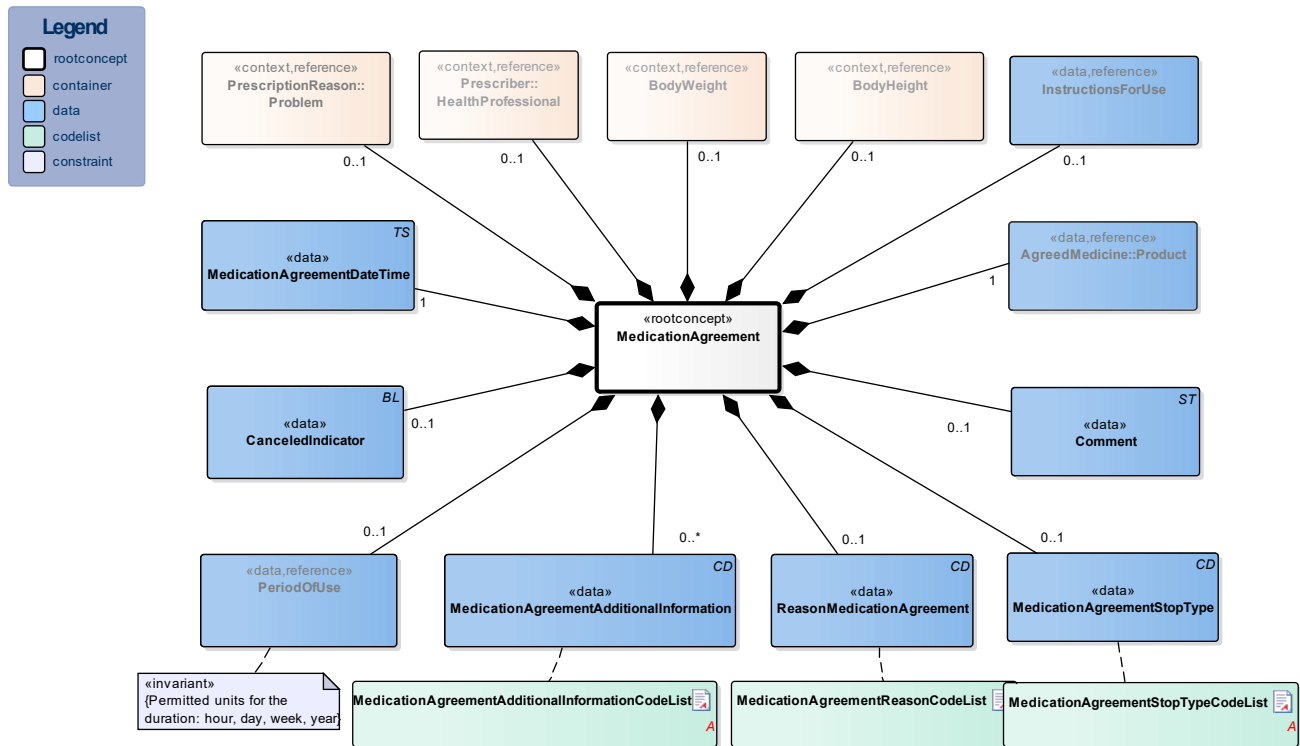 Legend
rootconcept
container
data
codelist
constraint
«context,reference»
PrescriptionReason::
Problem
0..1
«context,reference»
Prescriber::
HealthProfessional
0..1
«context,reference»
BodyWeight
0..1
«context,reference»
BodyHeight
0..1
«data,reference»
InstructionsForUse
0..1
TS
«data»
MedicationAgreementDateTime
1
«data,reference»
AgreedMedicine::Product
1
«rootconcept»
MedicationAgreement
BL
«data»
CanceledIndicator
0..1
ST
«data»
Comment
0..1
0..1
«data,reference»
PeriodOfUse
0..*
CD
«data»
MedicationAgreementAdditionalInformation
0..1
CD
«data»
ReasonMedicationAgreement
0..1
CD
«data»
MedicationAgreementStopType
«invariant»
{Permitted units for the
duration: hour, day, week, year}
MedicationAgreementAdditionalInformationCodeList
A
MedicationAgreementReasonCodeList
MedicationAgreementStopTypeCodeList
A